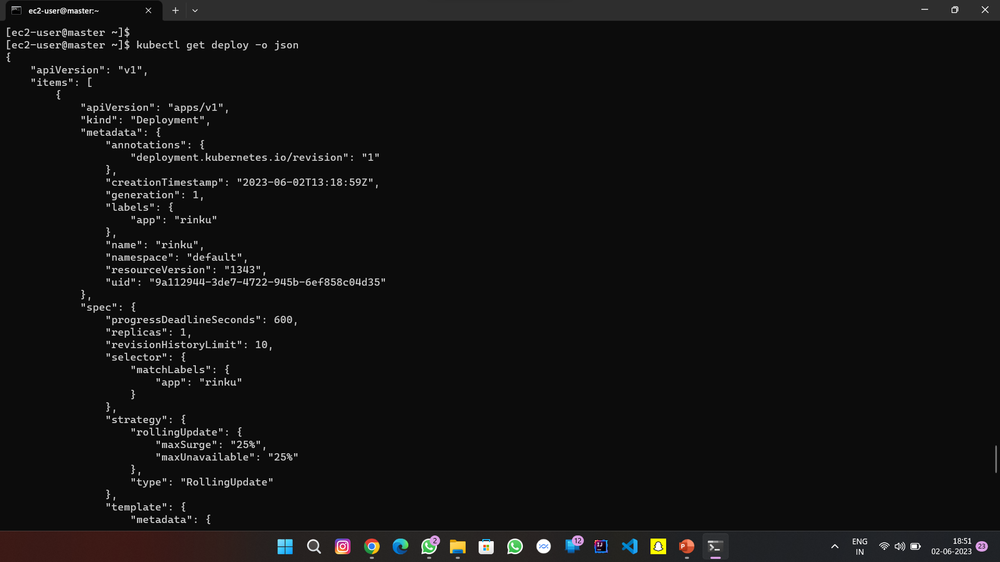 ec2-user@master:~
[ec2-user@master ~]$
[ec2-user@master ~]$ kubectl get deploy -o json
{
    "apiVersion": "v1",
    "items": [
        {
            "apiVersion": "apps/v1",
            "kind": "Deployment",
            "metadata": {
                "annotations": {
                    "deployment.kubernetes.io/revision": "1"
                },
                "creationTimestamp": "2023-06-02T13:18:59Z",
                "generation": 1,
                "labels": {
                    "app": "rinku"
                },
                "name": "rinku",
                "namespace": "default",
                "resourceVersion": "1343",
                "uid": "9a112944-3de7-4722-945b-6ef858c04d35"
            },
            "spec": {
                "progressDeadlineSeconds": 600,
                "replicas": 1,
                "revisionHistoryLimit": 10,
                "selector": {
                    "matchLabels": {
                        "app": "rinku"
                    }
                },
                "strategy": {
                    "rollingUpdate": {
                        "maxSurge": "25%",
                        "maxUnavailable": "25%"
                    },
                    "type": "RollingUpdate"
                },
                "template": {
                    "metadata": {
2
12
IJ
P
ENG
IN
18:51
02-06-2023
23